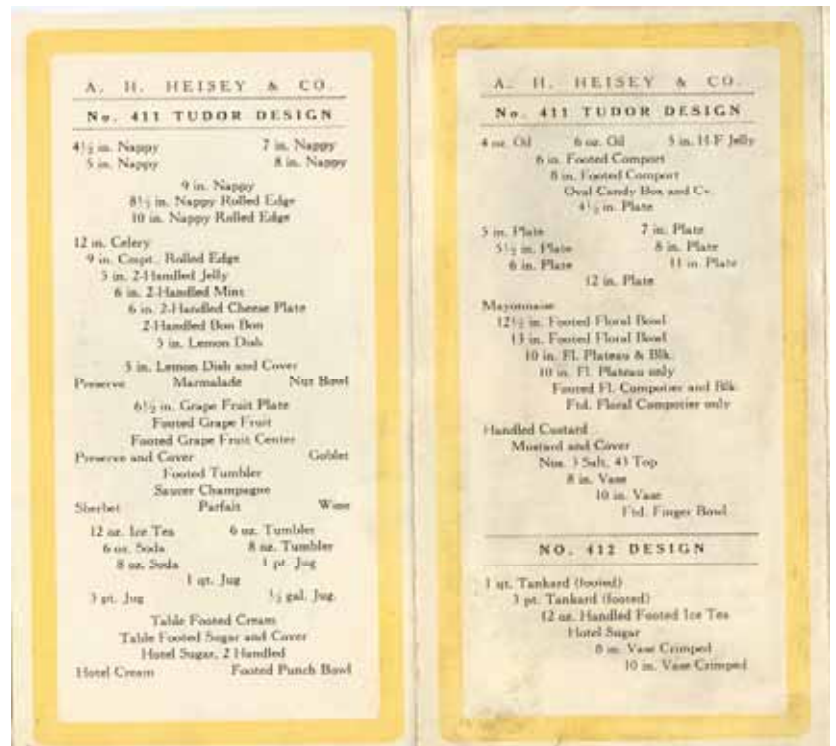 A. H. HEISEY & CO.
No. 411 TUDOR DESIGN
4½ in. Nappy 7 in. Nappy
5 in. Nappy 8 in. Nappy
9 in. Nappy
8½ in. Nappy Rolled Edge
10 in. Nappy Rolled Edge
12 in. Celery
9 in. Cmpt., Rolled Edge
5 in. 2-Handled Jelly
6 in. 2-Handled Mint
6 in. 2-Handled Cheese Plate
2-Handled Bon Bon
5 in. Lemon Dish
5 in. Lemon Dish and Cover
Preserve Marmalade Nut Bowl
6½ in. Grape Fruit Plate
Footed Grape Fruit
Footed Grape Fruit Center
Preserve and Cover Goblet
Footed Tumbler
Saucer Champagne
Sherbet Parfait Wine
12 oz. Ice Tea 6 oz. Tumbler
6 oz. Soda 8 oz. Tumbler
8 oz. Soda 1 pt. Jug
1 qt. Jug
3 pt. Jug ½ gal. Jug
Table Footed Cream
Table Footed Sugar and Cover
Hotel Sugar, 2 Handled
Hotel Cream Footed Punch Bowl
A. H. HEISEY & CO.
No. 411 TUDOR DESIGN
4 oz. Oil 6 oz. Oil 5 in. H-F Jelly
6 in. Footed Comport
8 in. Footed Comport
Oval Candy Box and Cv.
4½ in. Plate
5 in. Plate 7 in. Plate
5½ in. Plate 8 in. Plate
6 in. Plate 11 in. Plate
12 in. Plate
Mayonnaise
12½ in. Footed Floral Bowl
13 in. Footed Floral Bowl
10 in. Fl. Plateau & Blk.
10 in. Fl. Plateau only
Footed Fl. Compotier and Blk.
Ftd. Floral Compotier only
Handled Custard
Mustard and Cover
Nos. 3 Salt, 43 Top
8 in. Vase
10 in. Vase
Ftd. Finger Bowl
NO. 412 DESIGN
1 qt. Tankard (footed)
3 pt. Tankard (footed)
12 oz. Handled Footed Ice Tea
Hotel Sugar
8 in. Vase Crimped
10 in. Vase Crimped